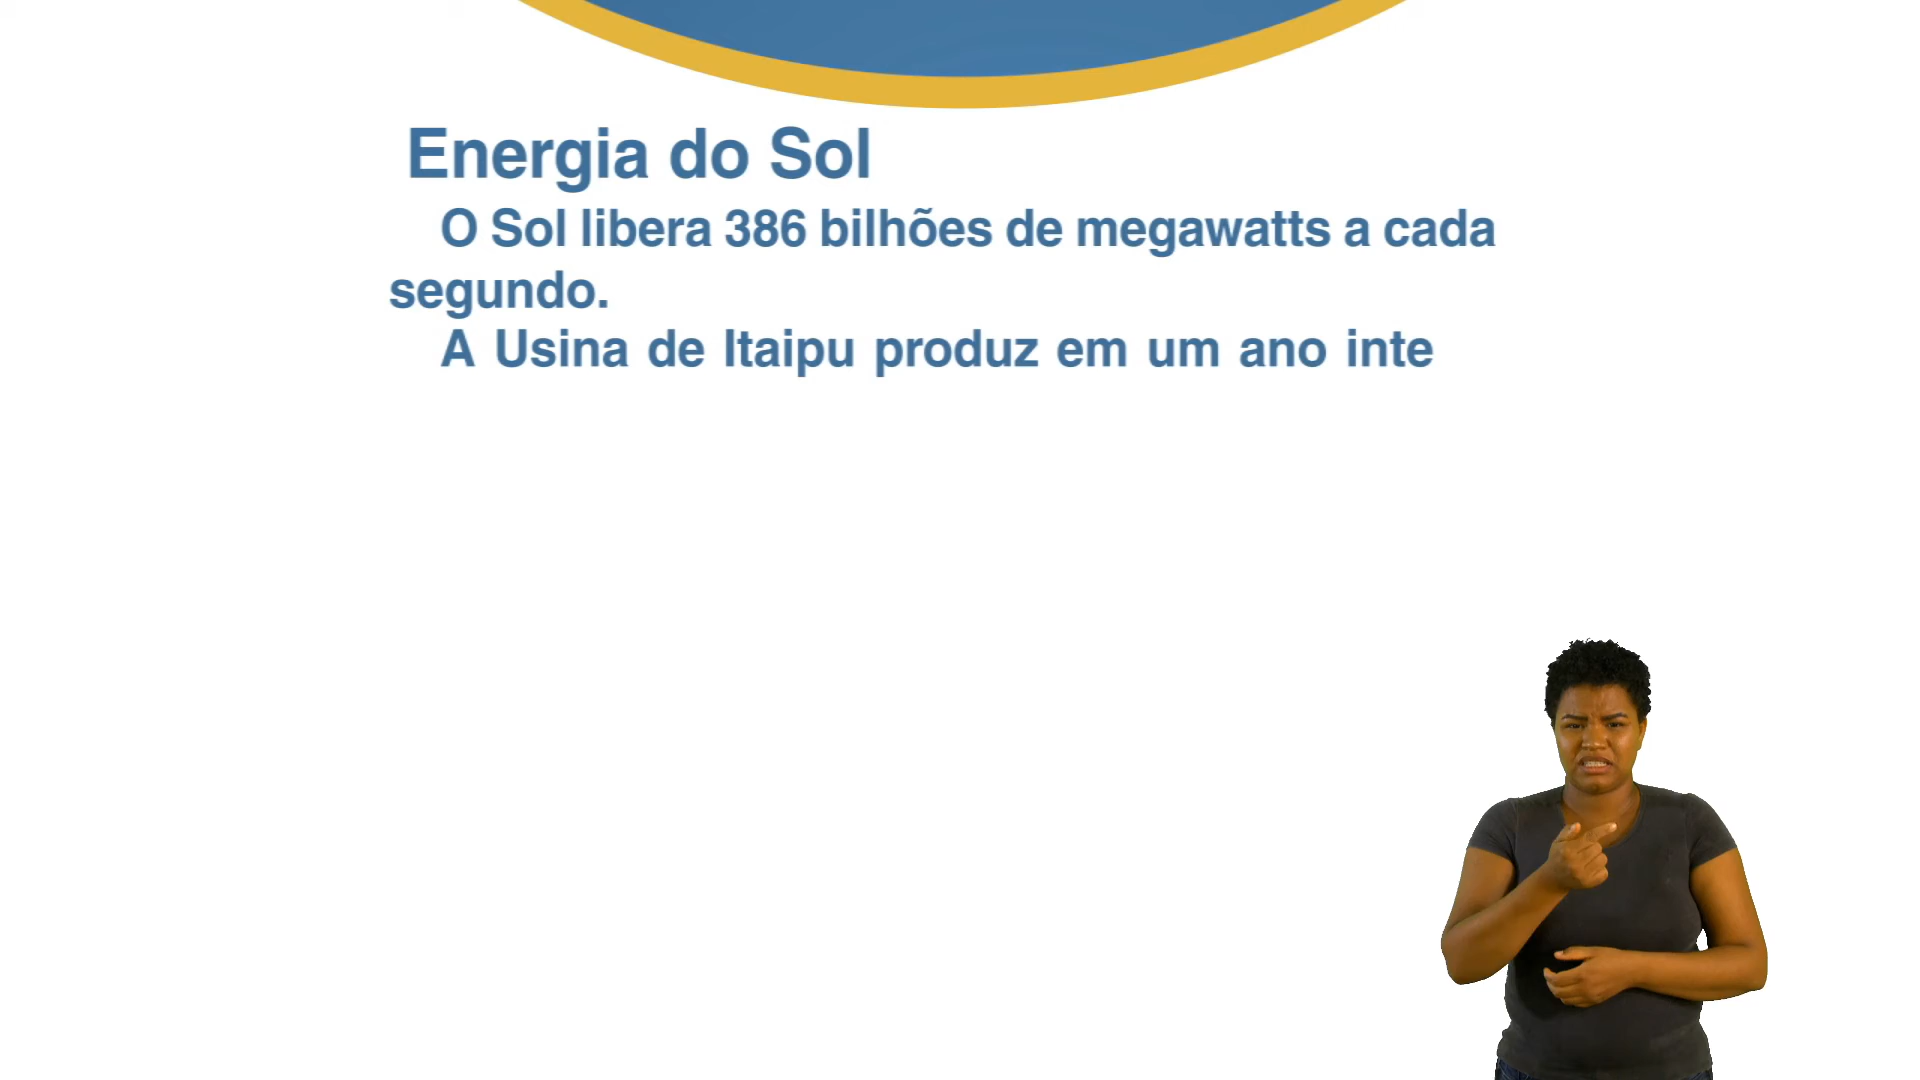 Energia do Sol
O Sol libera 386 bilhões de megawatts a cada
segundo.
A Usina de Itaipu produz em um ano inte